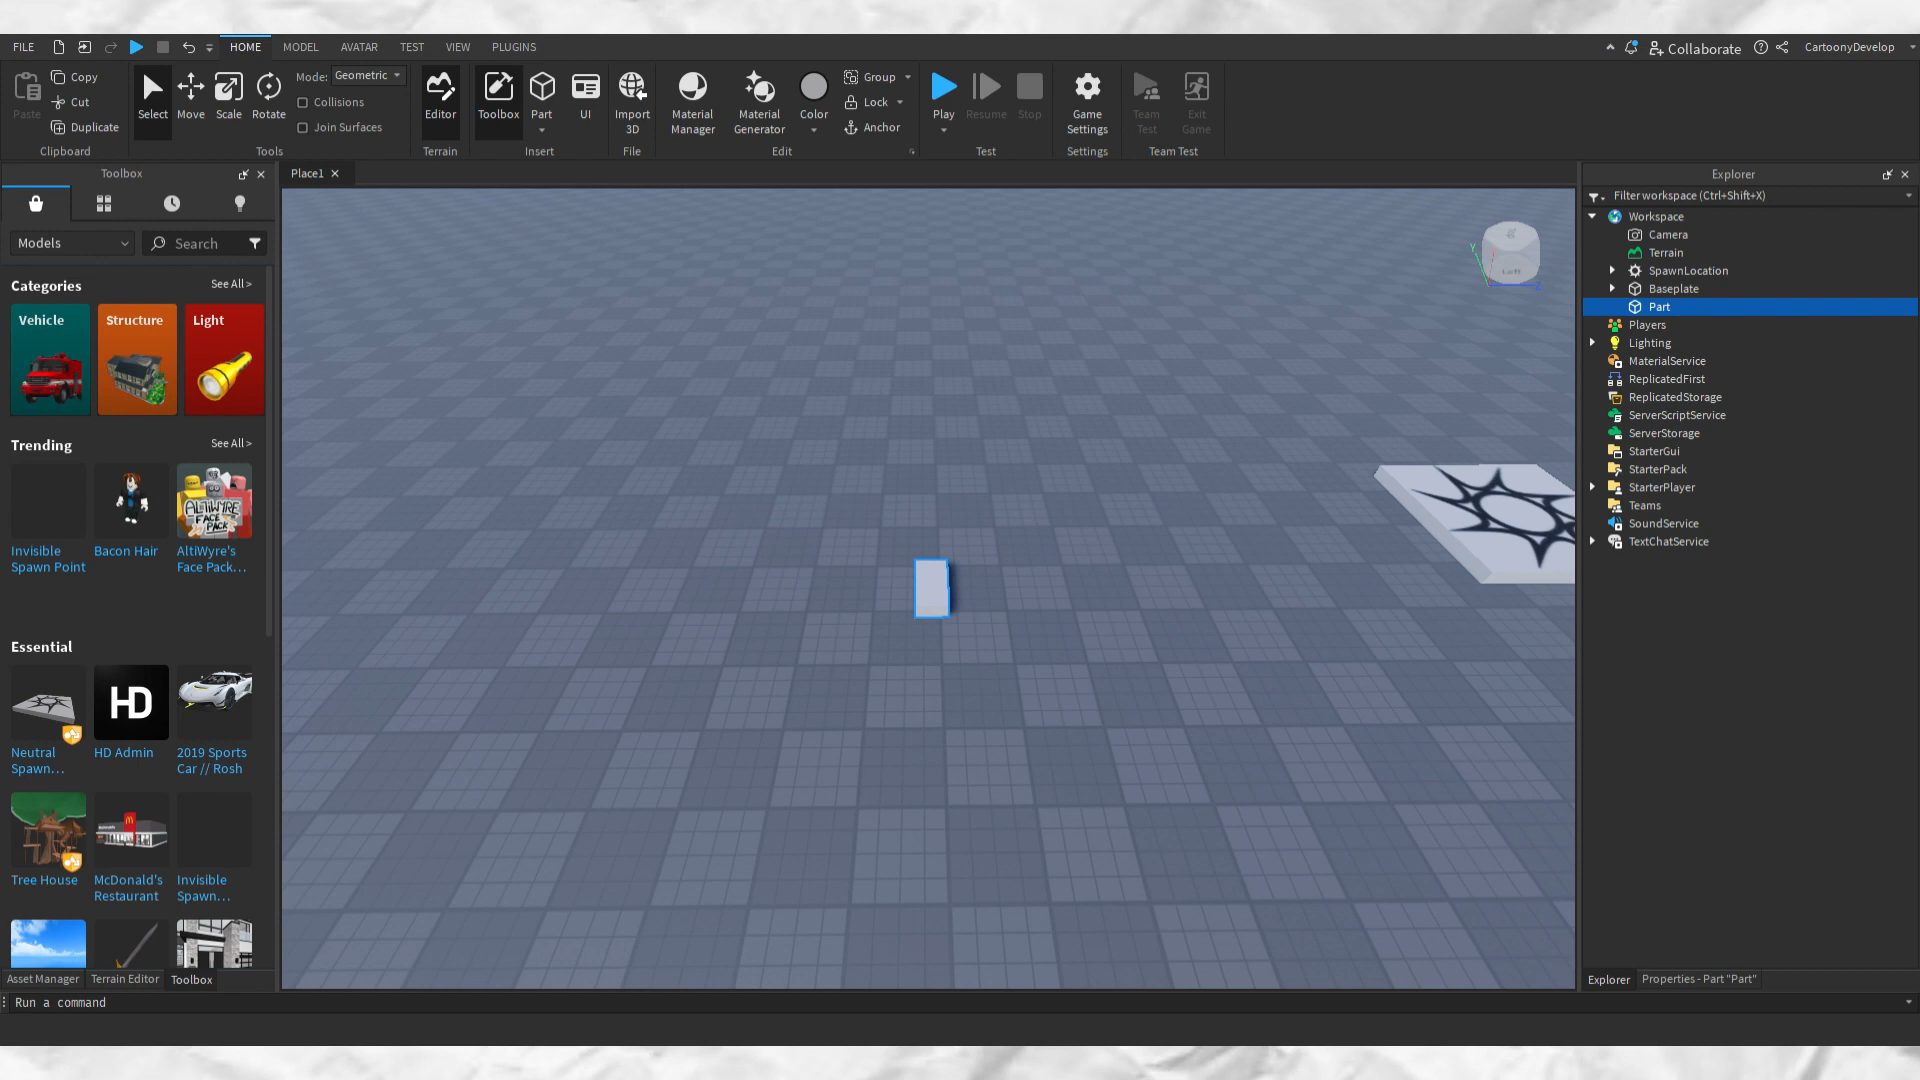 FILE HOME MODEL AVATAR TEST VIEW PLUGINS Collaborate CartoonyDevelop
Paste Copy Cut Duplicate
Clipboard
Select Move Scale Rotate
Mode: Geometric
Collisions
Join Surfaces
Tools
Editor
Terrain
Toolbox Part UI
Insert
Import
3D
File
Material
Manager
Material
Generator
Color
Group
Lock
Anchor
Edit
Play Resume Stop
Test
Game
Settings
Settings
Team
Test
Exit
Game
Team Test
Toolbox
Models Search
Categories See All >
Vehicle Structure Light
Trending See All >
ALTIWYRE
FACE
PACK
Invisible
Spawn Point
Bacon Hair
AltiWyre's
Face Pack...
Essential
HD
Neutral
Spawn...
HD Admin
2019 Sports
Car // Rosh
Tree House
McDonald's
Restaurant
Invisible
Spawn...
Asset Manager Terrain Editor Toolbox
Place1
Y
Left
Explorer
Filter workspace (Ctrl+Shift+X)
Workspace
Camera
Terrain
SpawnLocation
Baseplate
Part
Players
Lighting
MaterialService
ReplicatedFirst
ReplicatedStorage
ServerScriptService
ServerStorage
StarterGui
StarterPack
StarterPlayer
Teams
SoundService
TextChatService
Explorer Properties - Part "Part"
Run a command